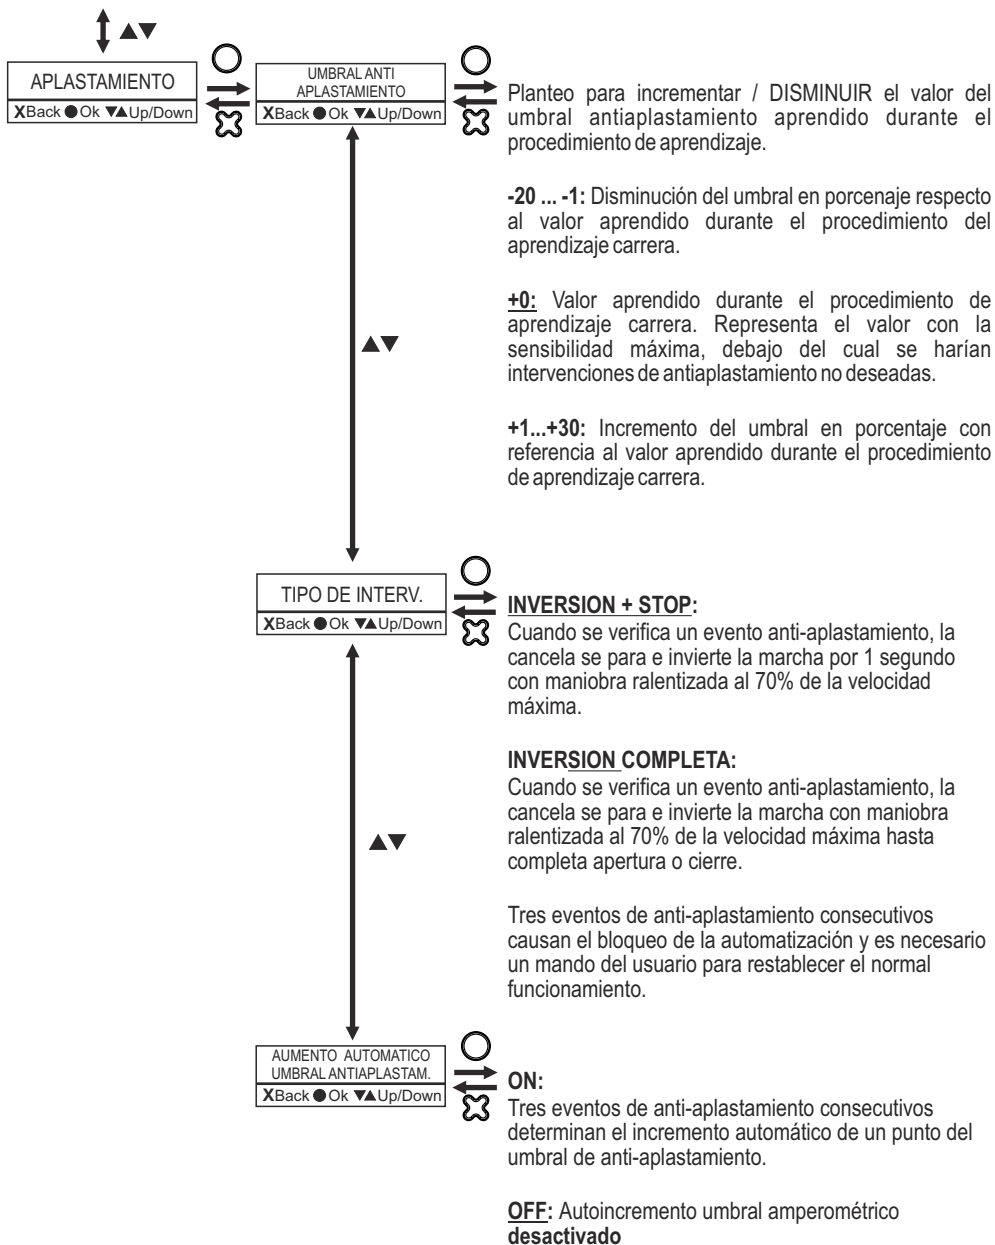 ▲▼
APLASTAMIENTO
XBack ●Ok ▼▲Up/Down
UMBRAL ANTI
APLASTAMIENTO
XBack ●Ok ▼▲Up/Down
Planteo para incrementar / DISMINUIR el valor del
umbral antiaplastamiento aprendido durante el
procedimiento de aprendizaje.
-20 ... -1: Disminución del umbral en porcenaje respecto
al valor aprendido durante el procedimiento del
aprendizaje carrera.
+0: Valor aprendido durante el procedimiento de
aprendizaje carrera. Representa el valor con la
sensibilidad máxima, debajo del cual se harían
intervenciones de antiaplastamiento no deseadas.
+1...+30: Incremento del umbral en porcentaje con
referencia al valor aprendido durante el procedimiento
de aprendizaje carrera.
▲▼
TIPO DE INTERV.
XBack ●Ok ▼▲Up/Down
INVERSION + STOP:
Cuando se verifica un evento anti-aplastamiento, la
cancela se para e invierte la marcha por 1 segundo
con maniobra ralentizada al 70% de la velocidad
máxima.
INVERSION COMPLETA:
Cuando se verifica un evento anti-aplastamiento, la
cancela se para e invierte la marcha con maniobra
ralentizada al 70% de la velocidad máxima hasta
completa apertura o cierre.
Tres eventos de anti-aplastamiento consecutivos
causan el bloqueo de la automatización y es necesario
un mando del usuario para restablecer el normal
funcionamiento.
▲▼
AUMENTO AUTOMATICO
UMBRAL ANTIAPLASTAM.
XBack ●Ok ▼▲Up/Down
ON:
Tres eventos de anti-aplastamiento consecutivos
determinan el incremento automático de un punto del
umbral de anti-aplastamiento.
OFF: Autoincremento umbral amperométrico
desactivado